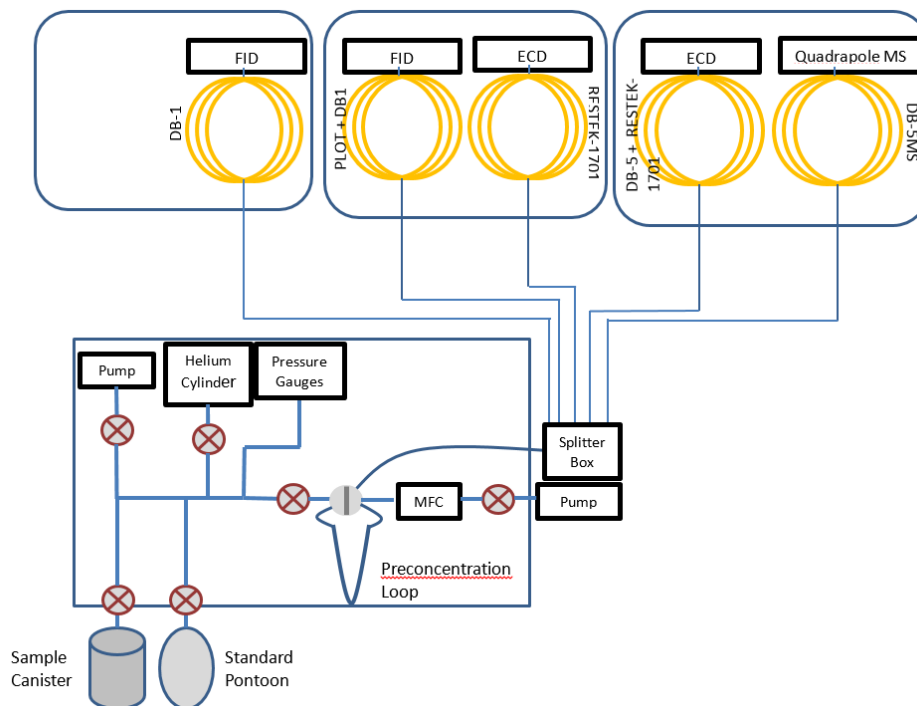 FID
FID
ECD
ECD
Quadrapole MS
DB-1
PLOT + DB1
RESTEK-1701
DB-5 + RESTEK-
1701
DB-5MS
Pump
Helium
Cylinder
Pressure
Gauges
Splitter
Box
MFC
Pump
Preconcentration
Loop
Sample
Canister
Standard
Pontoon